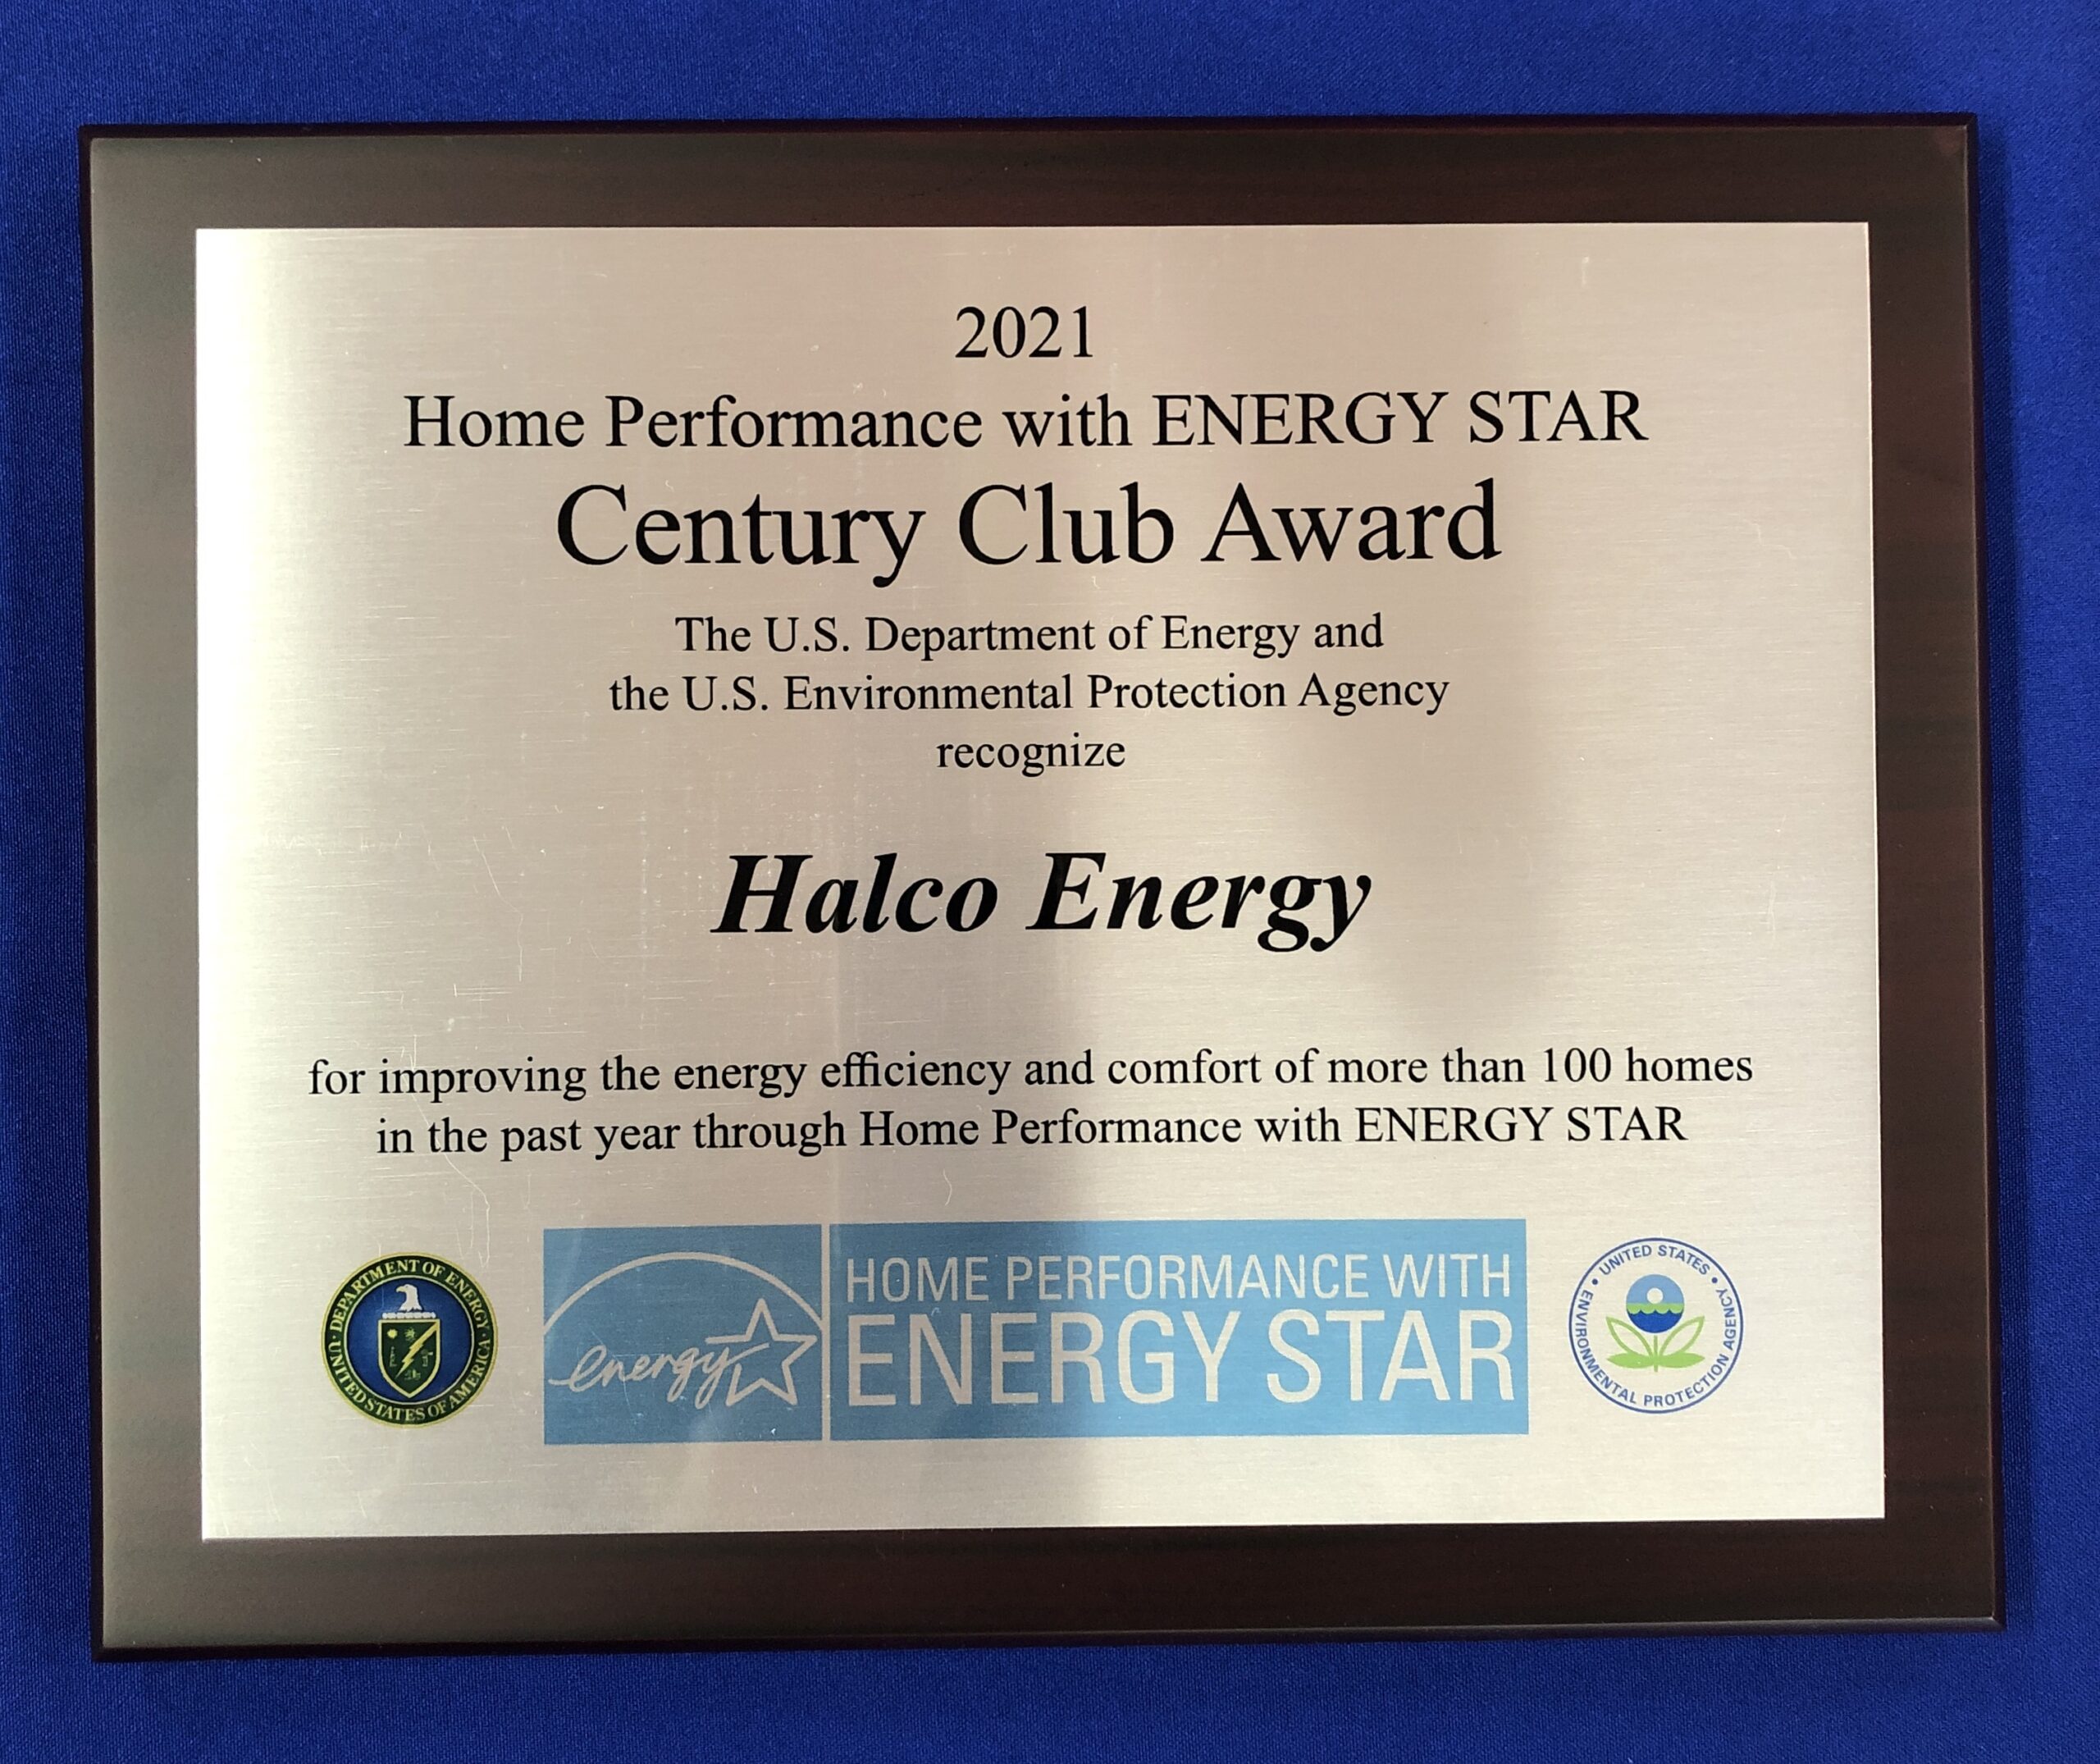 2021
Home Performance with ENERGY STAR
Century Club Award
The U.S. Department of Energy and
the U.S. Environmental Protection Agency
recognize
Halco Energy
for improving the energy efficiency and comfort of more than 100 homes
in the past year through Home Performance with ENERGY STAR
DEPARTMENT OF ENERGY
UNITED STATES OF AMERICA
energy
HOME PERFORMANCE WITH
ENERGY STAR
UNITED STATES
ENVIRONMENTAL PROTECTION AGENCY